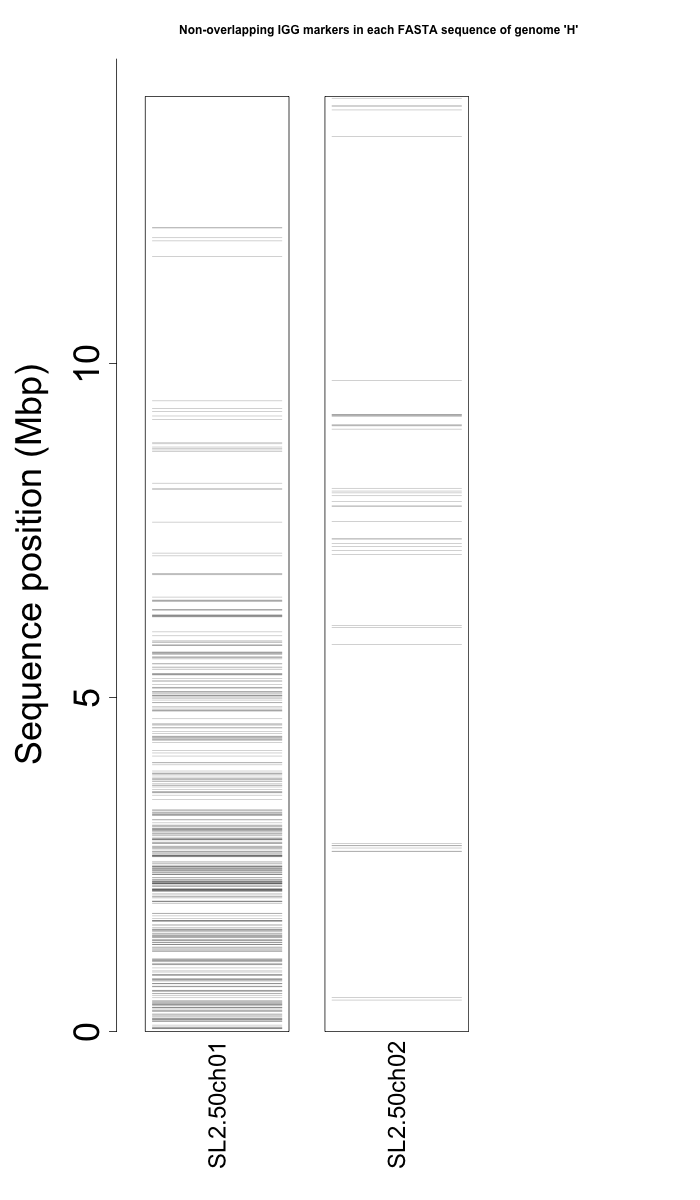 Non-overlapping IGG markers in each FASTA sequence of genome 'H'
Sequence position (Mbp)
10
5
0
SL2.50ch01
SL2.50ch02